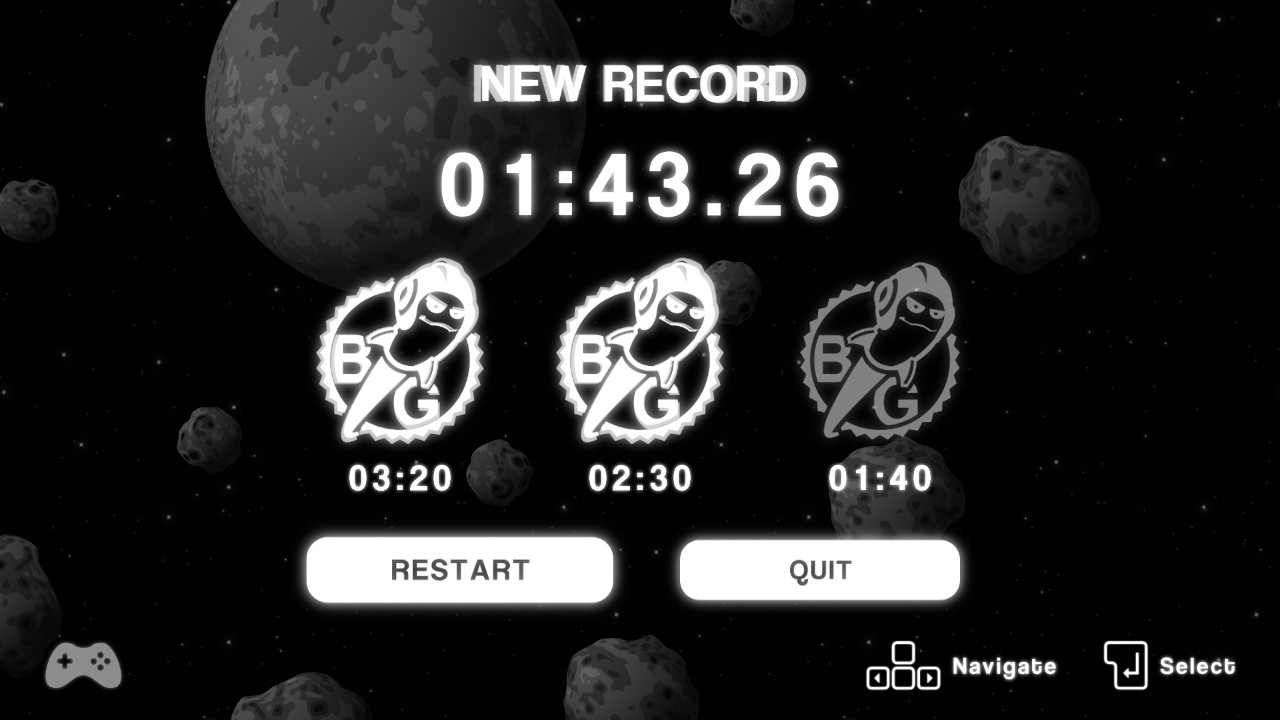 NEW RECORD
01:43.26
B G
B G
B G
03:20
02:30
01:40
RESTART
QUIT
Navigate
Select